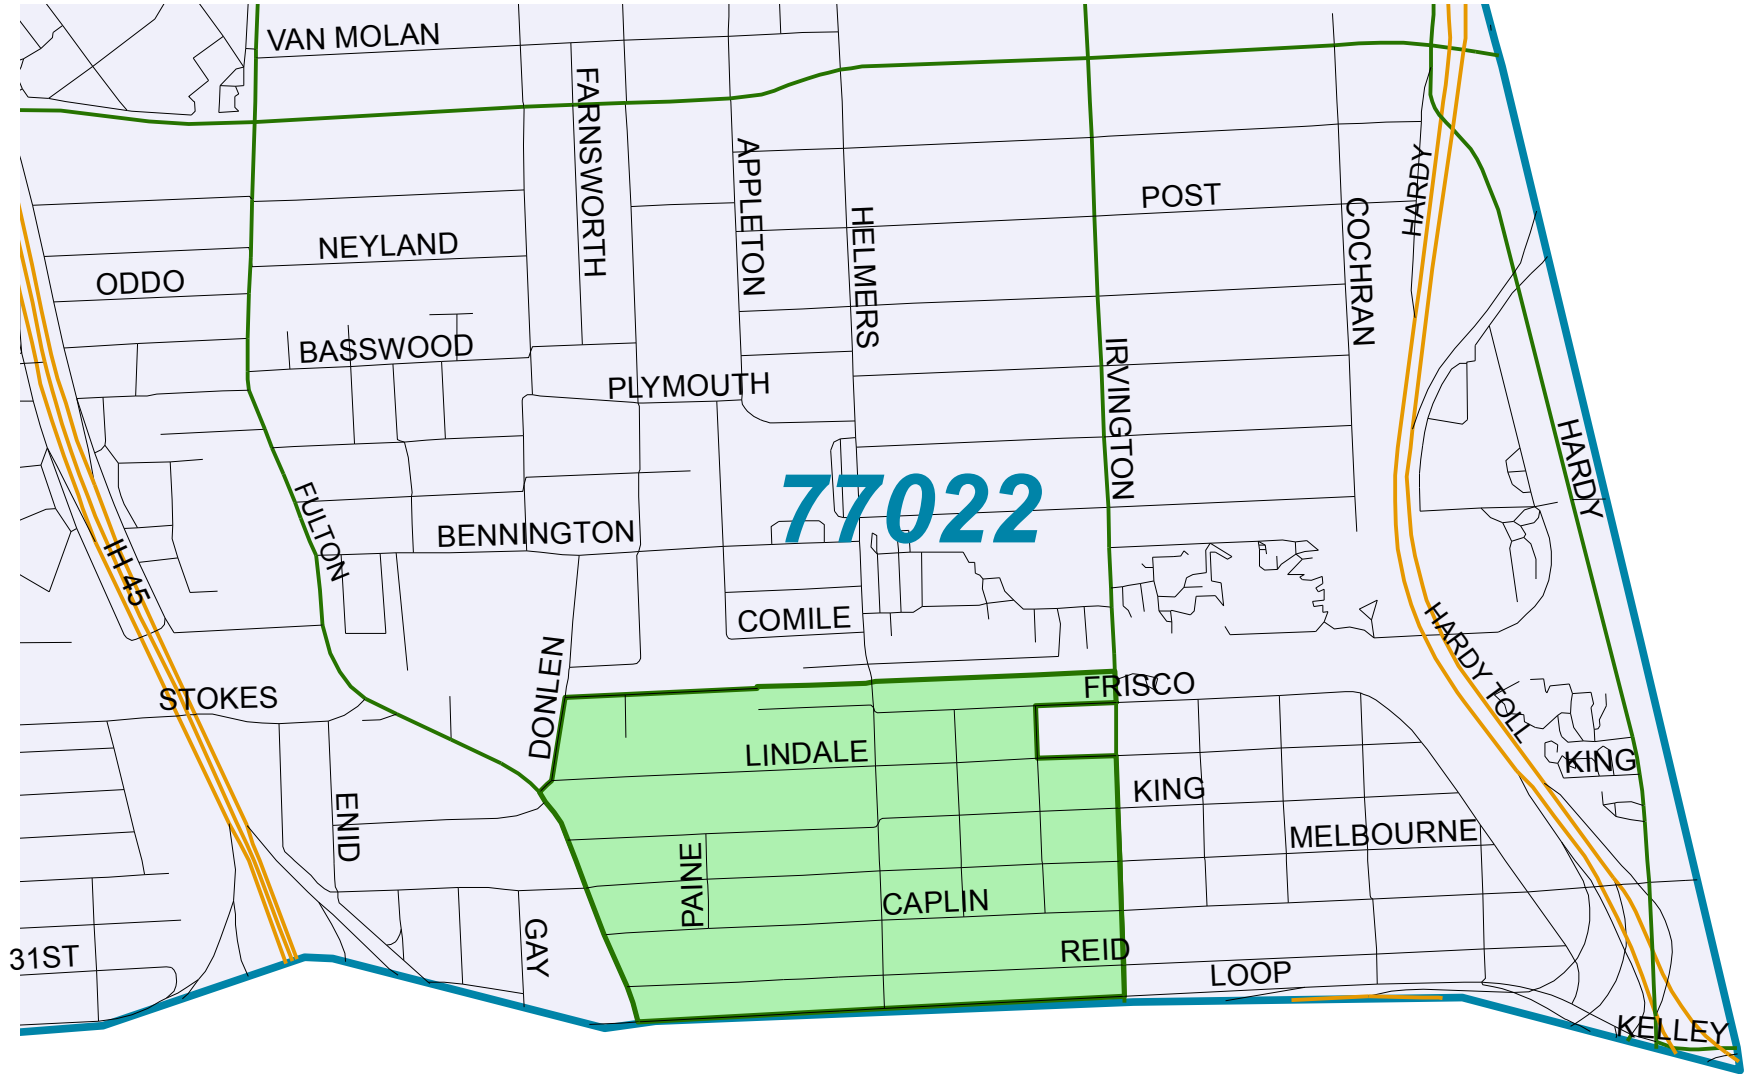 VAN MOLAN
FARNSWORTH
APPLETON
HARDY
POST
HELMERS
COCHRAN
NEYLAND
ODDO
BASSWOOD
PLYMOUTH
IRVINGTON
HARDY
77022
FULTON
BENNINGTON
IH 45
COMILE
HARDY TOLL
DONLEN
STOKES
FRISCO
LINDALE
KING
KING
ENID
MELBOURNE
PAINE
CAPLIN
GAY
REID
31ST
LOOP
KELLEY